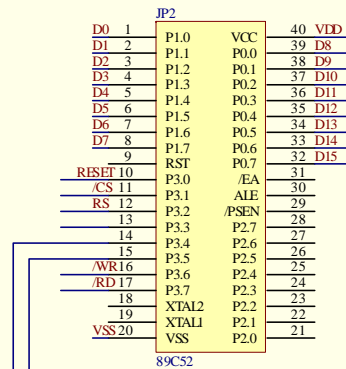 JP2
D0 1 P1.0 VCC 40 VDD
D1 2 P1.1 P0.0 39 D8
D2 3 P1.2 P0.1 38 D9
D3 4 P1.3 P0.2 37 D10
D4 5 P1.4 P0.3 36 D11
D5 6 P1.5 P0.4 35 D12
D6 7 P1.6 P0.5 34 D13
D7 8 P1.7 P0.6 33 D14
9 RST P0.7 32 D15
RESET 10 P3.0 /EA 31
/CS 11 P3.1 ALE 30
RS 12 P3.2 /PSEN 29
13 P3.3 P2.7 28
14 P3.4 P2.6 27
15 P3.5 P2.5 26
/WR 16 P3.6 P2.4 25
/RD 17 P3.7 P2.3 24
18 XTAL2 P2.2 23
19 XTAL1 P2.1 22
VSS 20 VSS P2.0 21
89C52